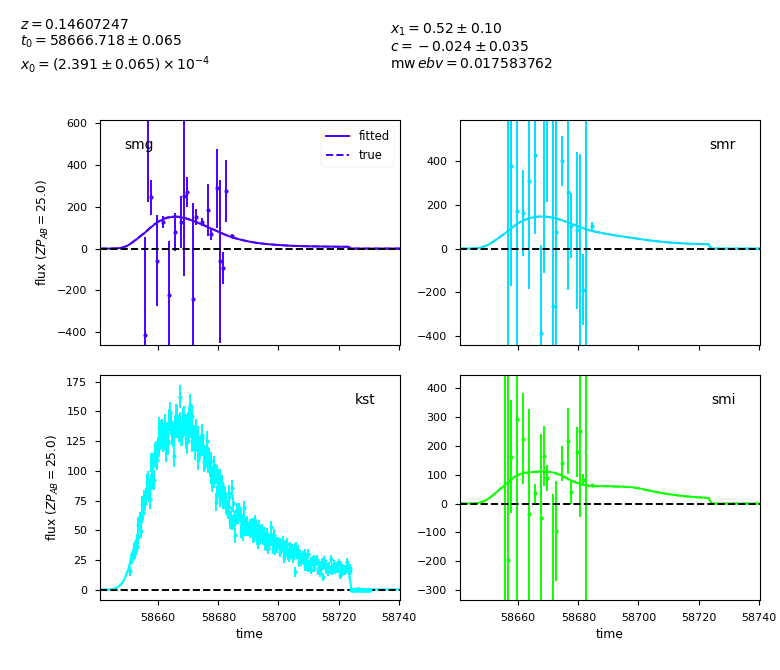 z = 0.14607247
t₀ = 58666.718 ± 0.065
x₀ = (2.391 ± 0.065) × 10⁻⁴
x₁ = 0.52 ± 0.10
c = −0.024 ± 0.035
mw ebv = 0.017583762
smg
fitted
true
600
400
200
0
−200
−400
flux (ZP_AB = 25.0)
smr
400
200
0
−200
−400
kst
175
150
125
100
75
50
25
0
flux (ZP_AB = 25.0)
58660 58680 58700 58720 58740
time
smi
400
300
200
100
0
−100
−200
−300
58660 58680 58700 58720 58740
time